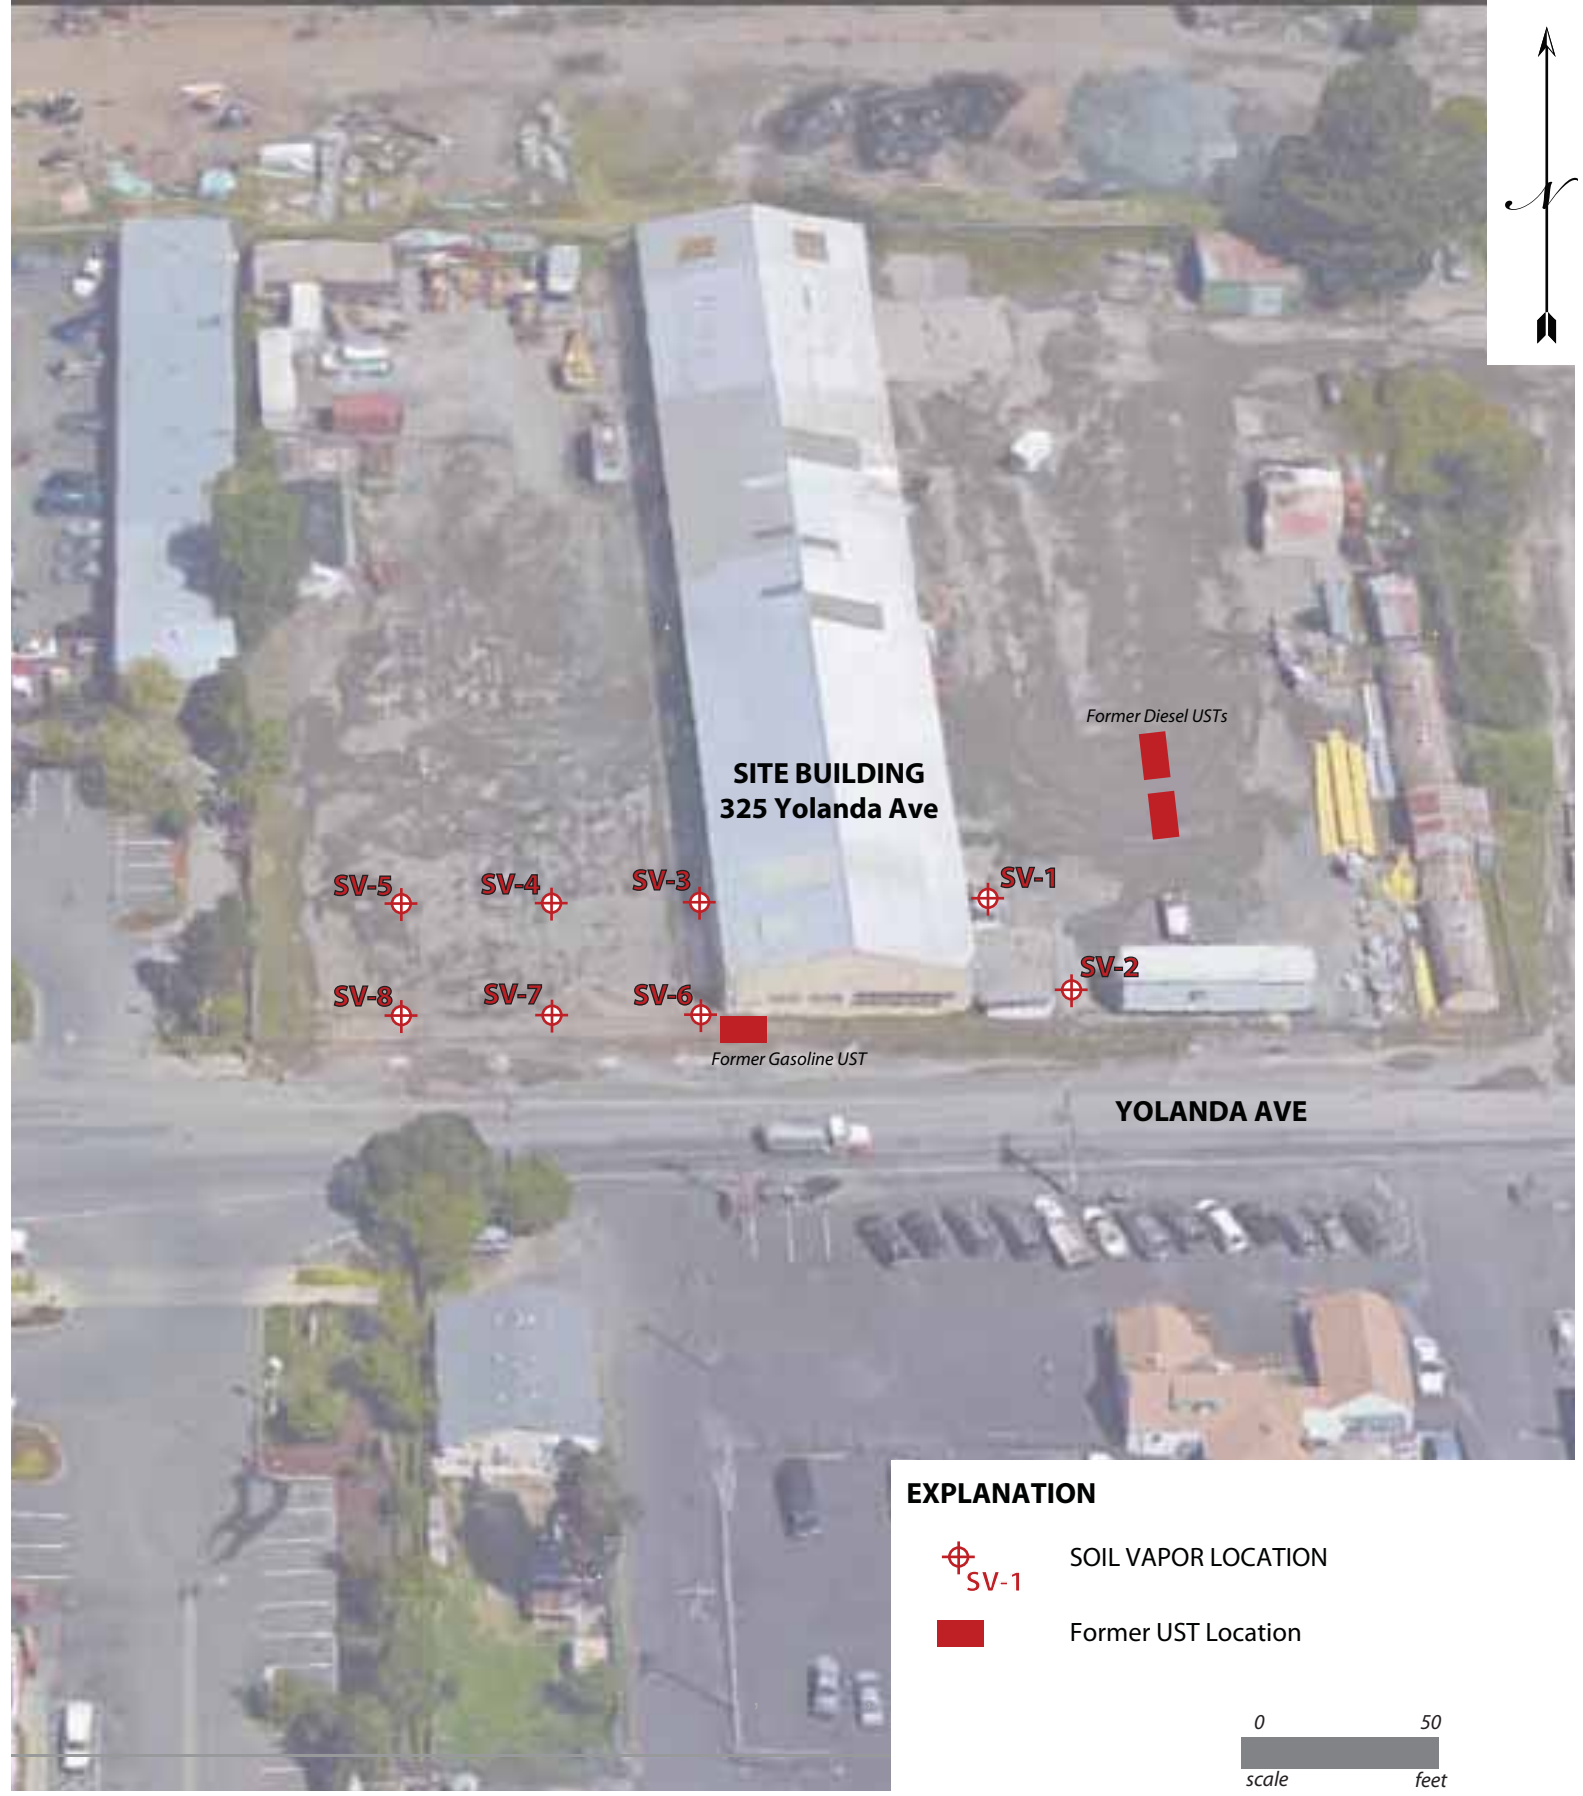 N
Former Diesel USTs
SITE BUILDING
325 Yolanda Ave
SV-5
SV-4
SV-3
SV-1
SV-2
SV-8
SV-7
SV-6
Former Gasoline UST
YOLANDA AVE
EXPLANATION
SV-1
SOIL VAPOR LOCATION
Former UST Location
0 50
scale feet